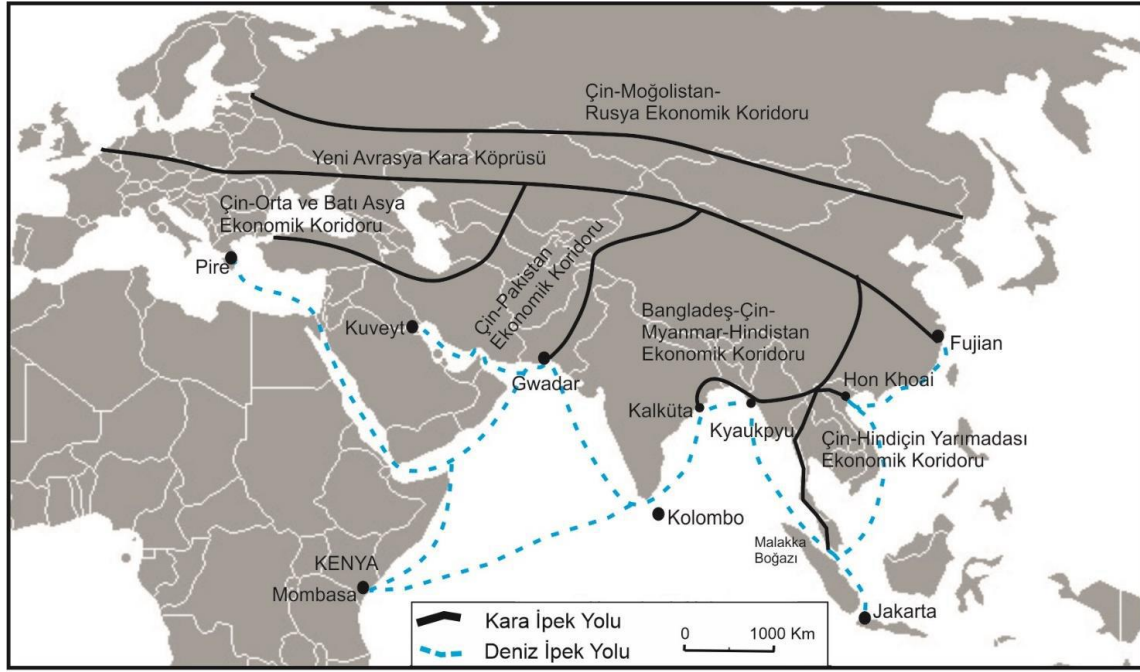 Çin-Moğolistan-
Rusya Ekonomik Koridoru
Yeni Avrasya Kara Köprüsü
Çin-Orta ve Batı Asya
Ekonomik Koridoru
Pire
Çin-Pakistan
Ekonomik Koridoru
Kuveyt
Bangladeş-Çin-
Myanmar-Hindistan
Ekonomik Koridoru
Fujian
Gwadar
Hon Khoai
Kalküta
Kyaukpyu
Çin-Hindiçin Yarımadası
Ekonomik Koridoru
Kolombo
Malakka
Boğazı
KENYA
Mombasa
Jakarta
Kara İpek Yolu
Deniz İpek Yolu
0 1000 Km